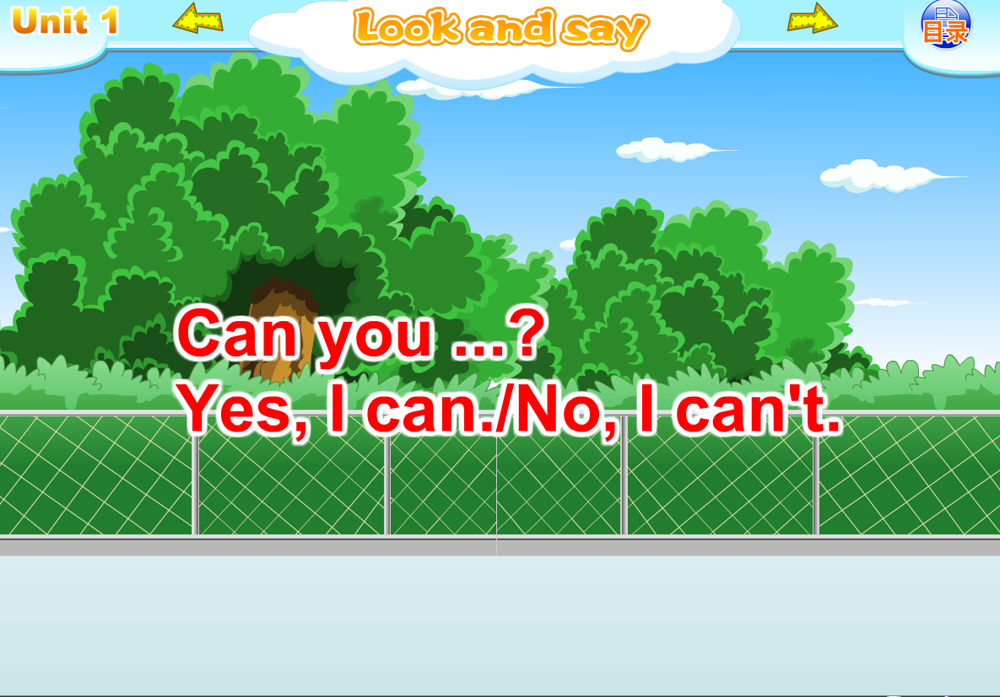 Unit 1
Look and say
目录
Can you ...?
Yes, I can./No, I can't.